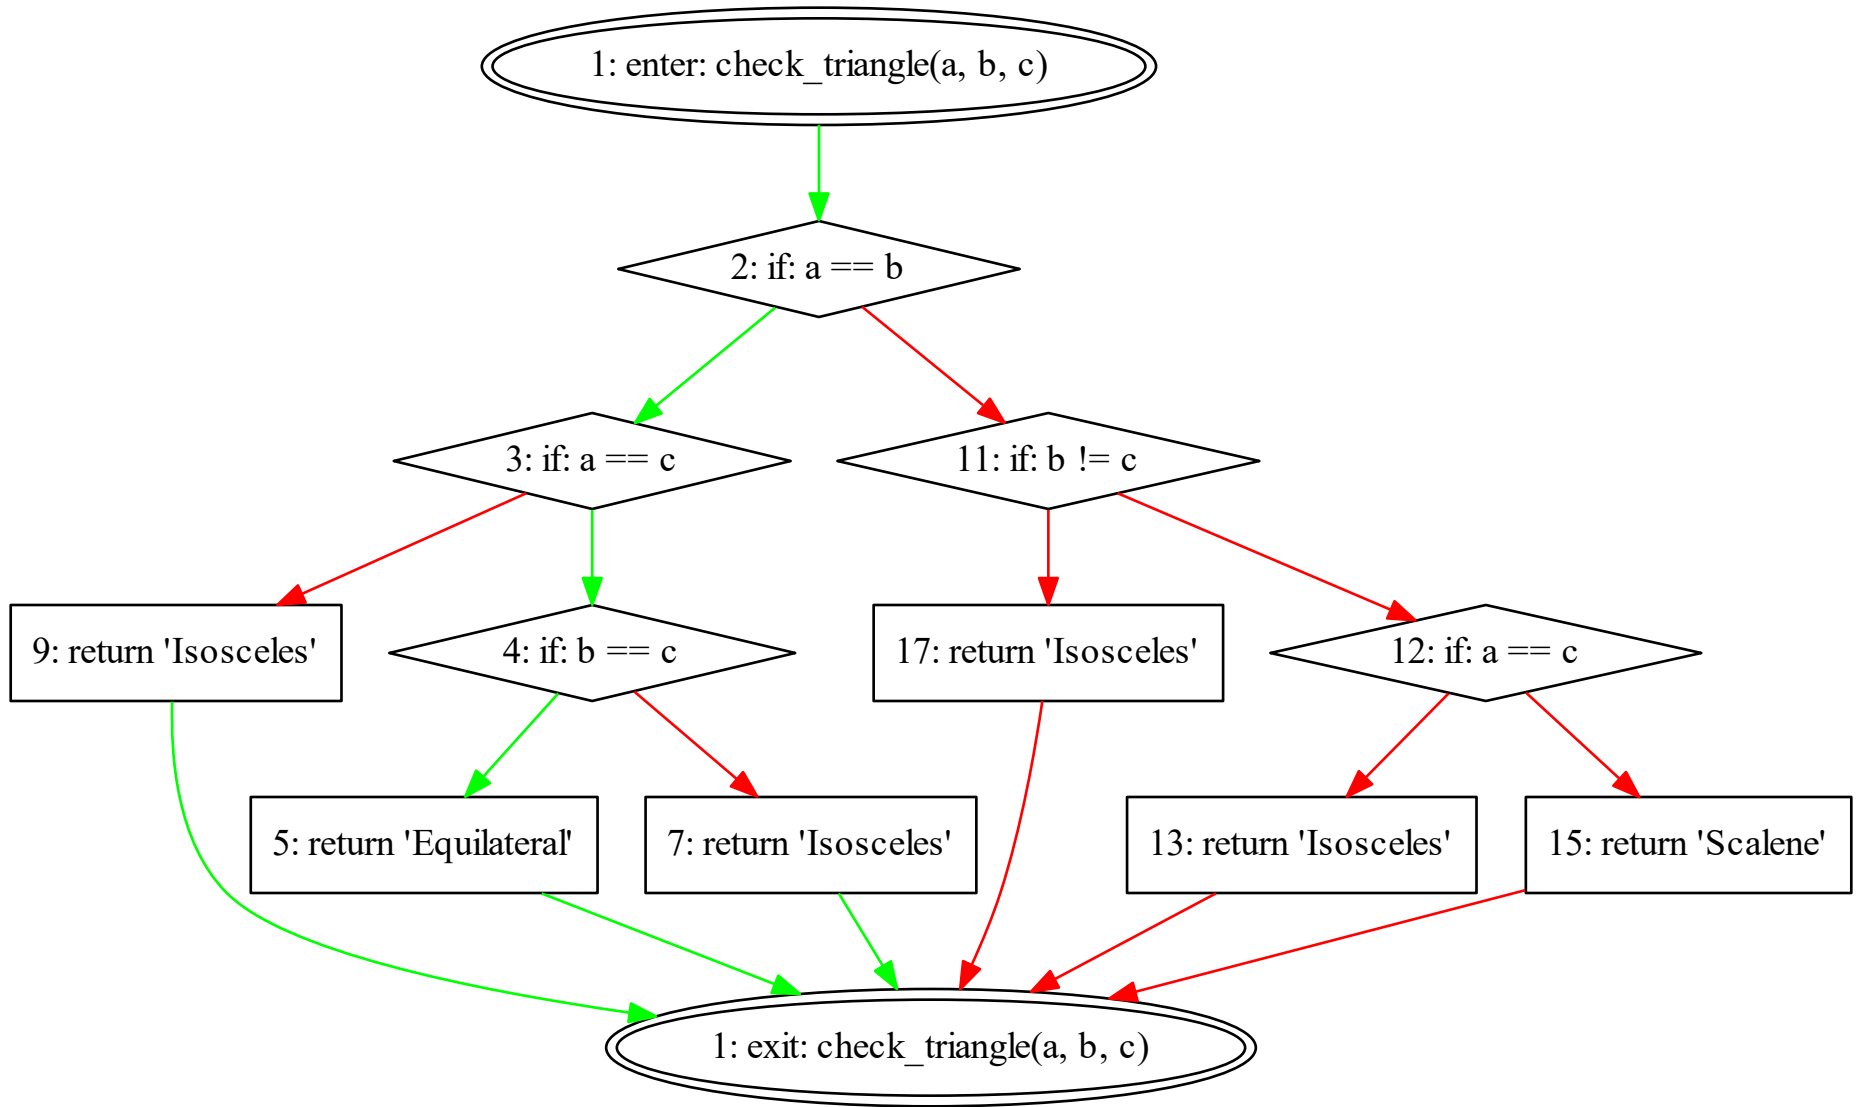 1: enter: check_triangle(a, b, c)
2: if: a == b
3: if: a == c
11: if: b != c
9: return 'Isosceles'
4: if: b == c
17: return 'Isosceles'
12: if: a == c
5: return 'Equilateral'
7: return 'Isosceles'
13: return 'Isosceles'
15: return 'Scalene'
1: exit: check_triangle(a, b, c)